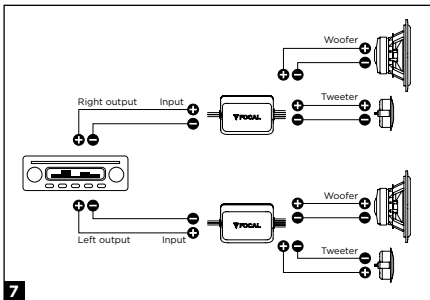 Woofer
Tweeter
Right output Input
FOCAL
Woofer
FOCAL
Left output Input
Tweeter
7